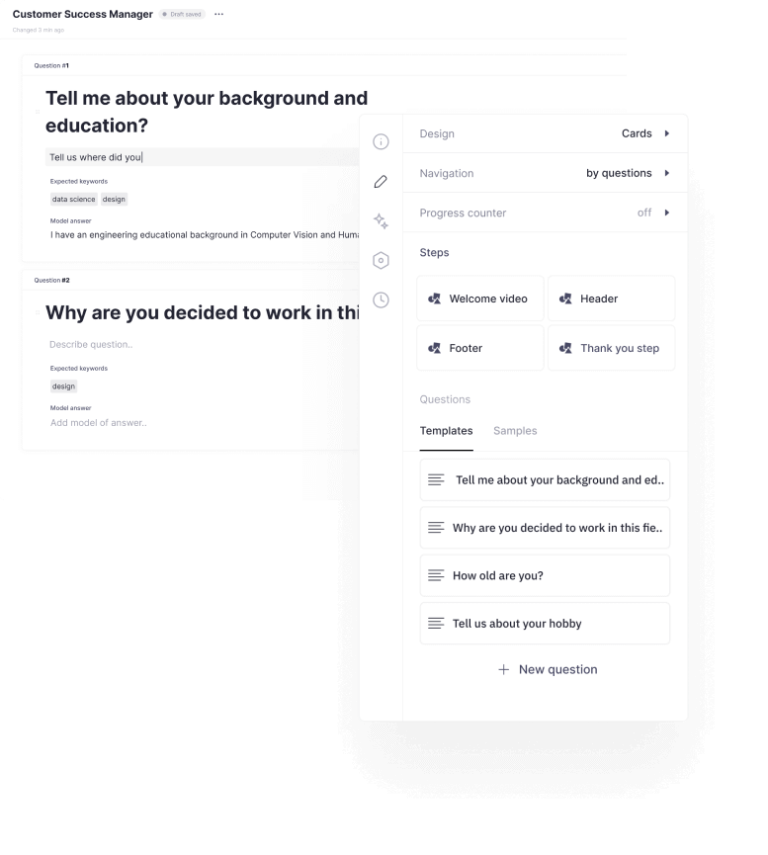 Customer Success Manager
Draft saved
Changed 3 min ago
Question #1
Tell me about your background and
education?
Tell us where did you
Expected keywords
data science design
Model answer
I have an engineering educational background in Computer Vision and Huma
Question #2
Why are you decided to work in thi
Describe question..
Expected keywords
design
Model answer
Add model of answer..
Design Cards
Navigation by questions
Progress counter off
Steps
Welcome video Header
Footer Thank you step
Questions
Templates Samples
Tell me about your background and ed..
Why are you decided to work in this fie..
How old are you?
Tell us about your hobby
+ New question